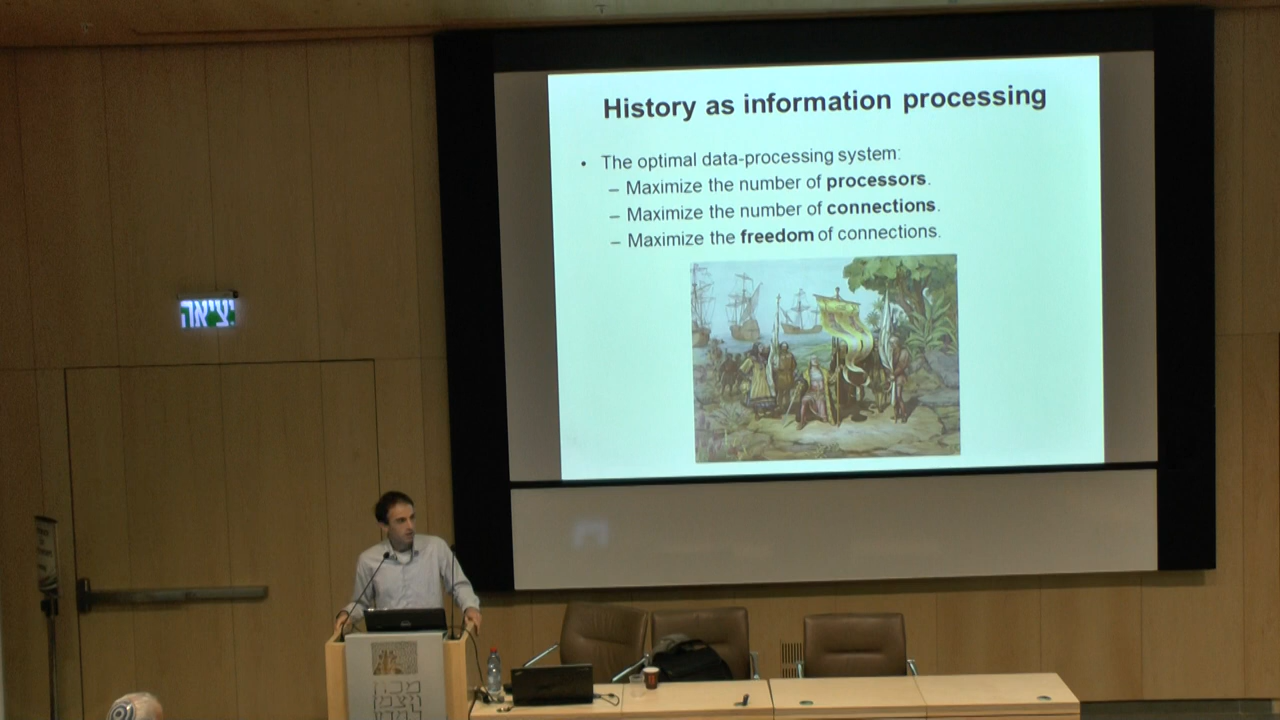 History as information processing
• The optimal data-processing system:
– Maximize the number of processors.
– Maximize the number of connections.
– Maximize the freedom of connections.
יציאה